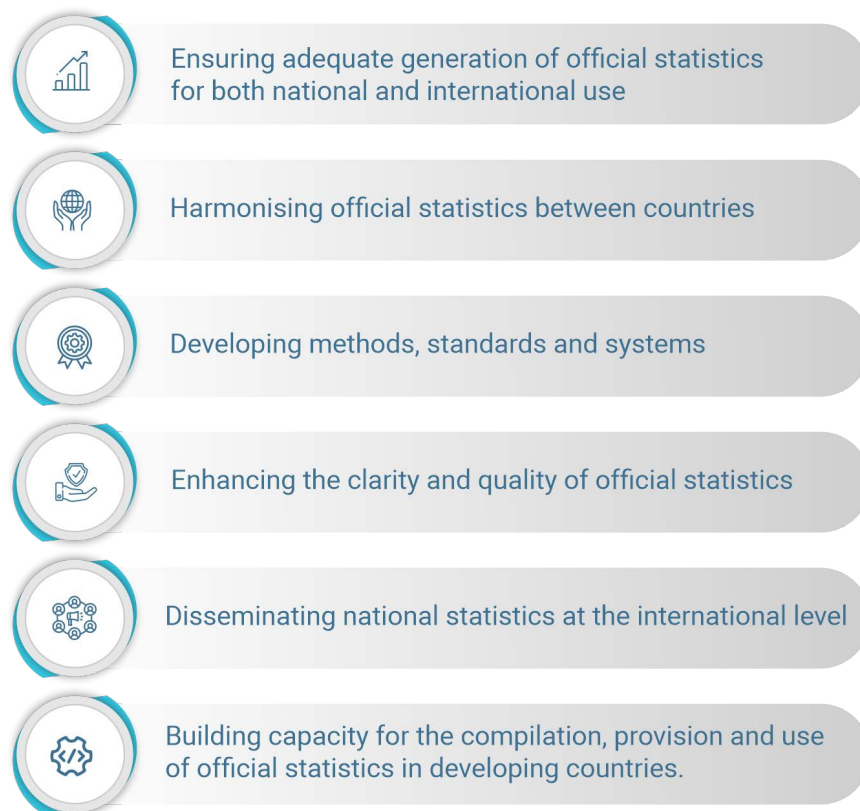 Ensuring adequate generation of official statistics
for both national and international use
Harmonising official statistics between countries
Developing methods, standards and systems
Enhancing the clarity and quality of official statistics
Disseminating national statistics at the international level
Building capacity for the compilation, provision and use
of official statistics in developing countries.